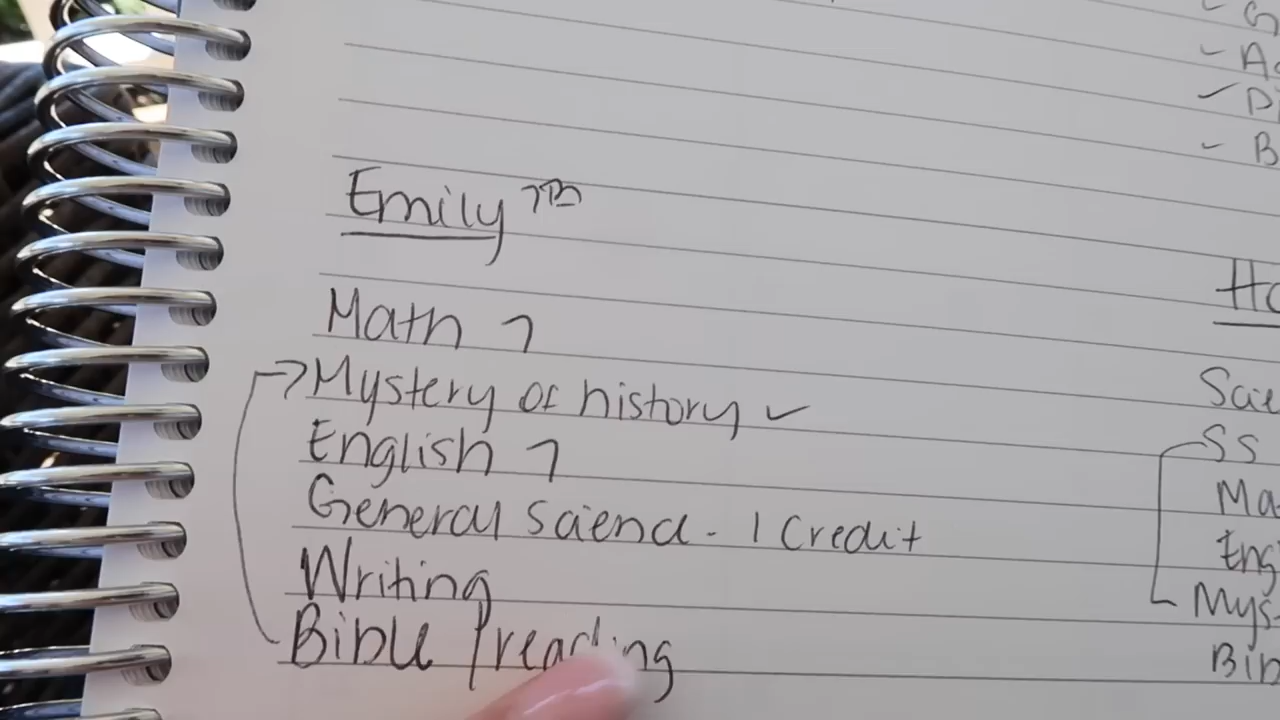 Emily 7th
Math 7
Mystery of history ✓
English 7
General Science - 1 Credit
Writing
Bible / reading
SS